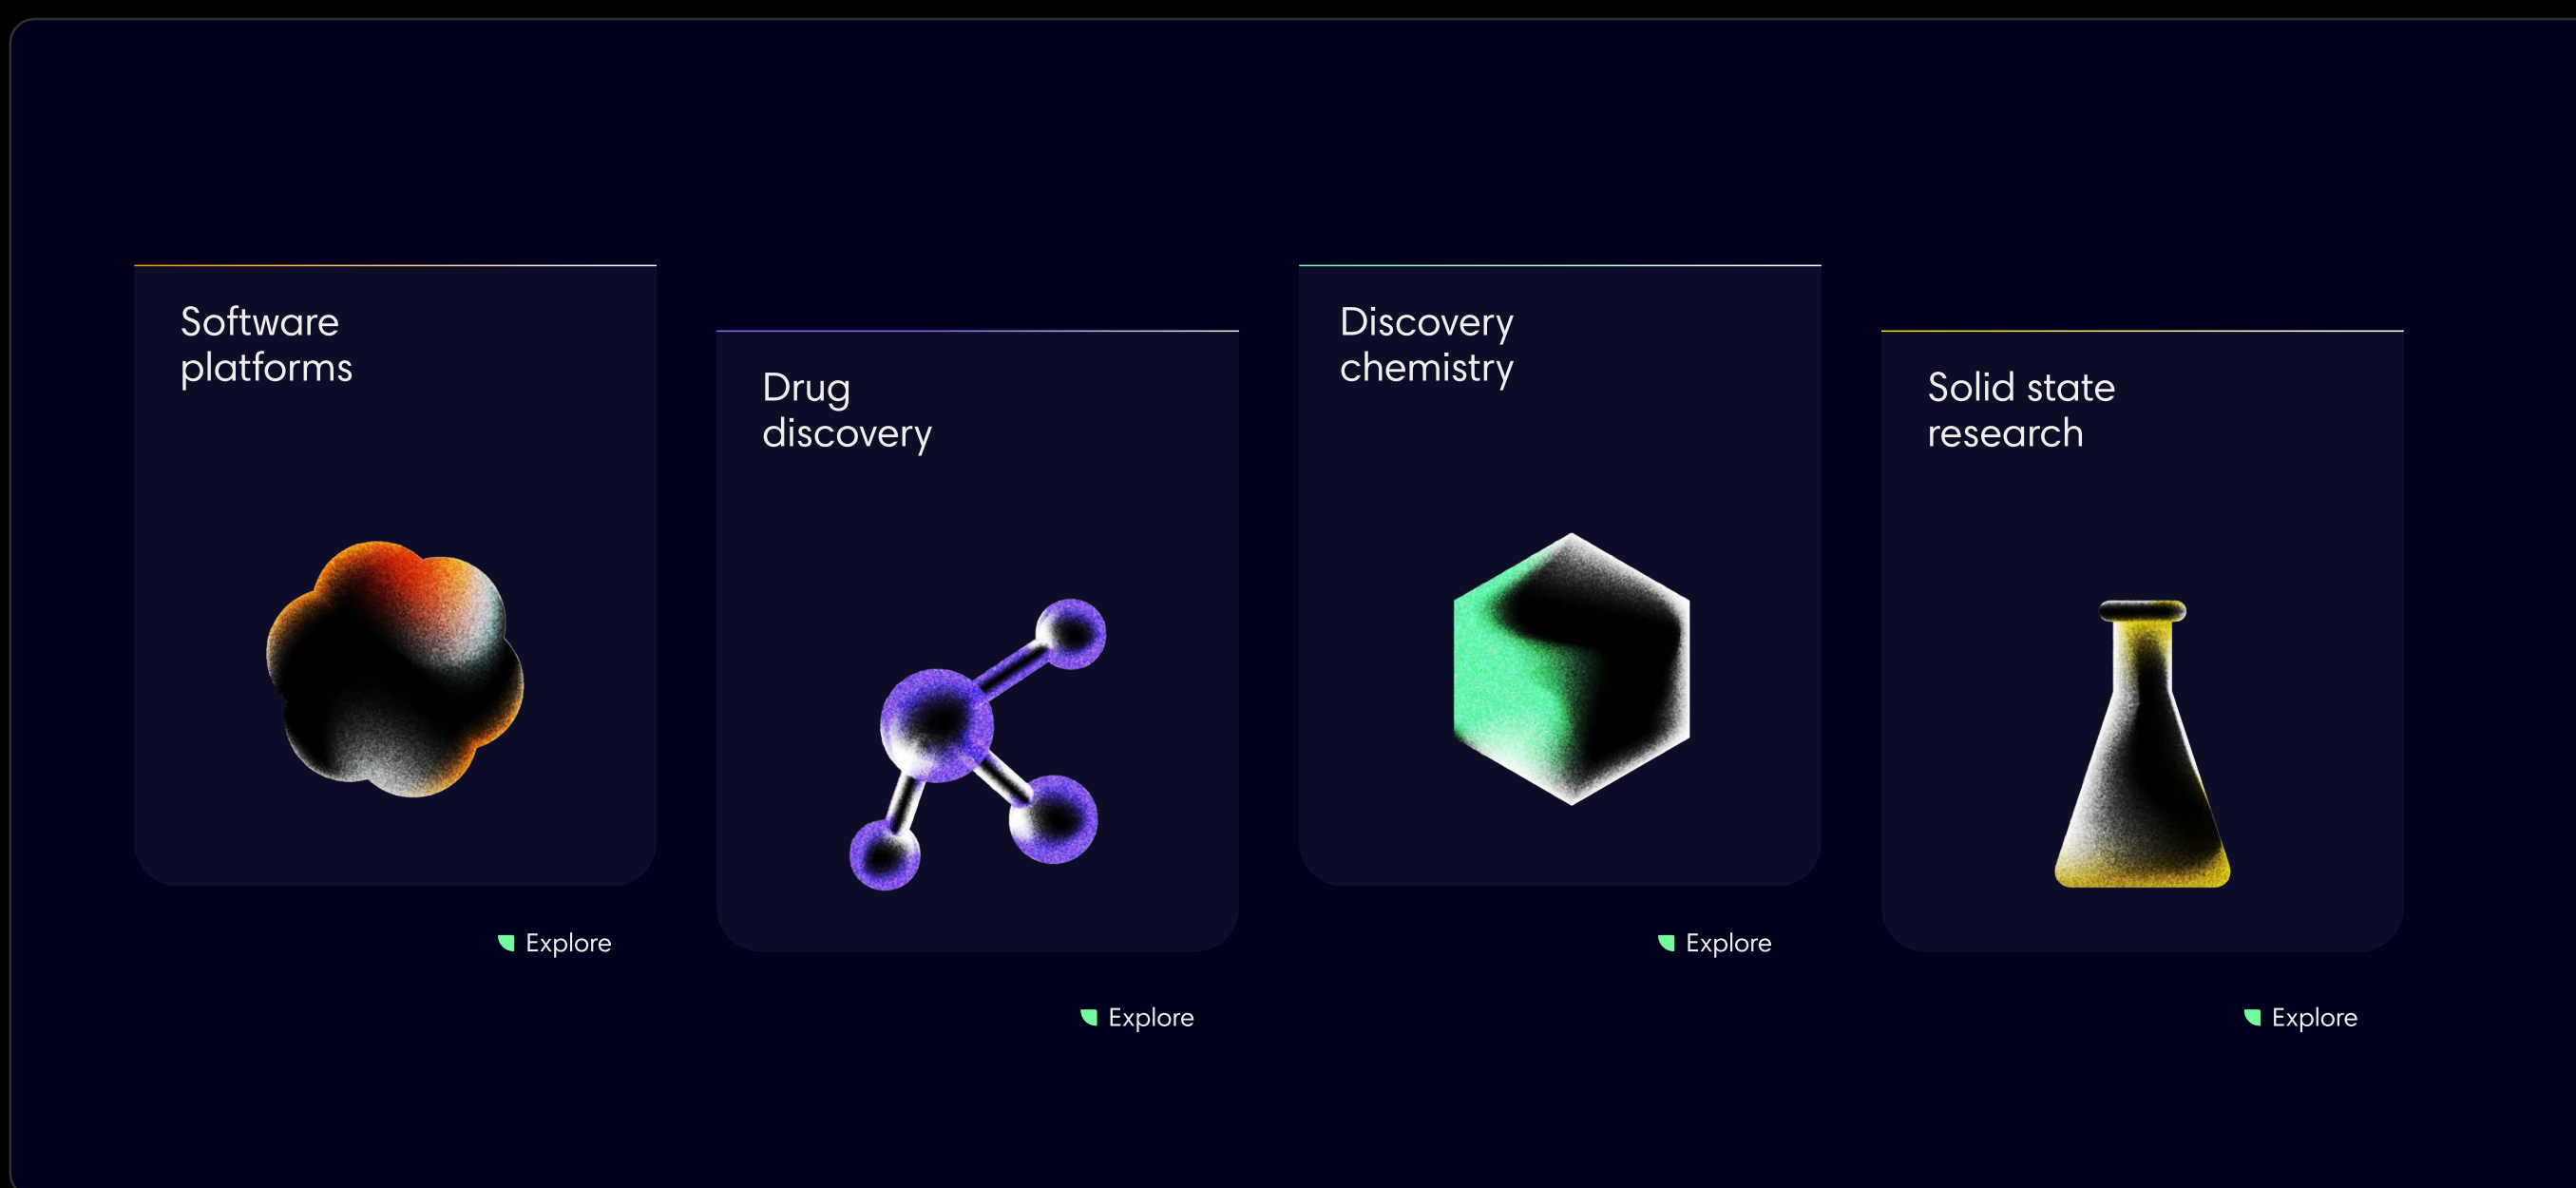 Software
platforms
Explore
Drug
discovery
Explore
Discovery
chemistry
Explore
Solid state
research
Explore